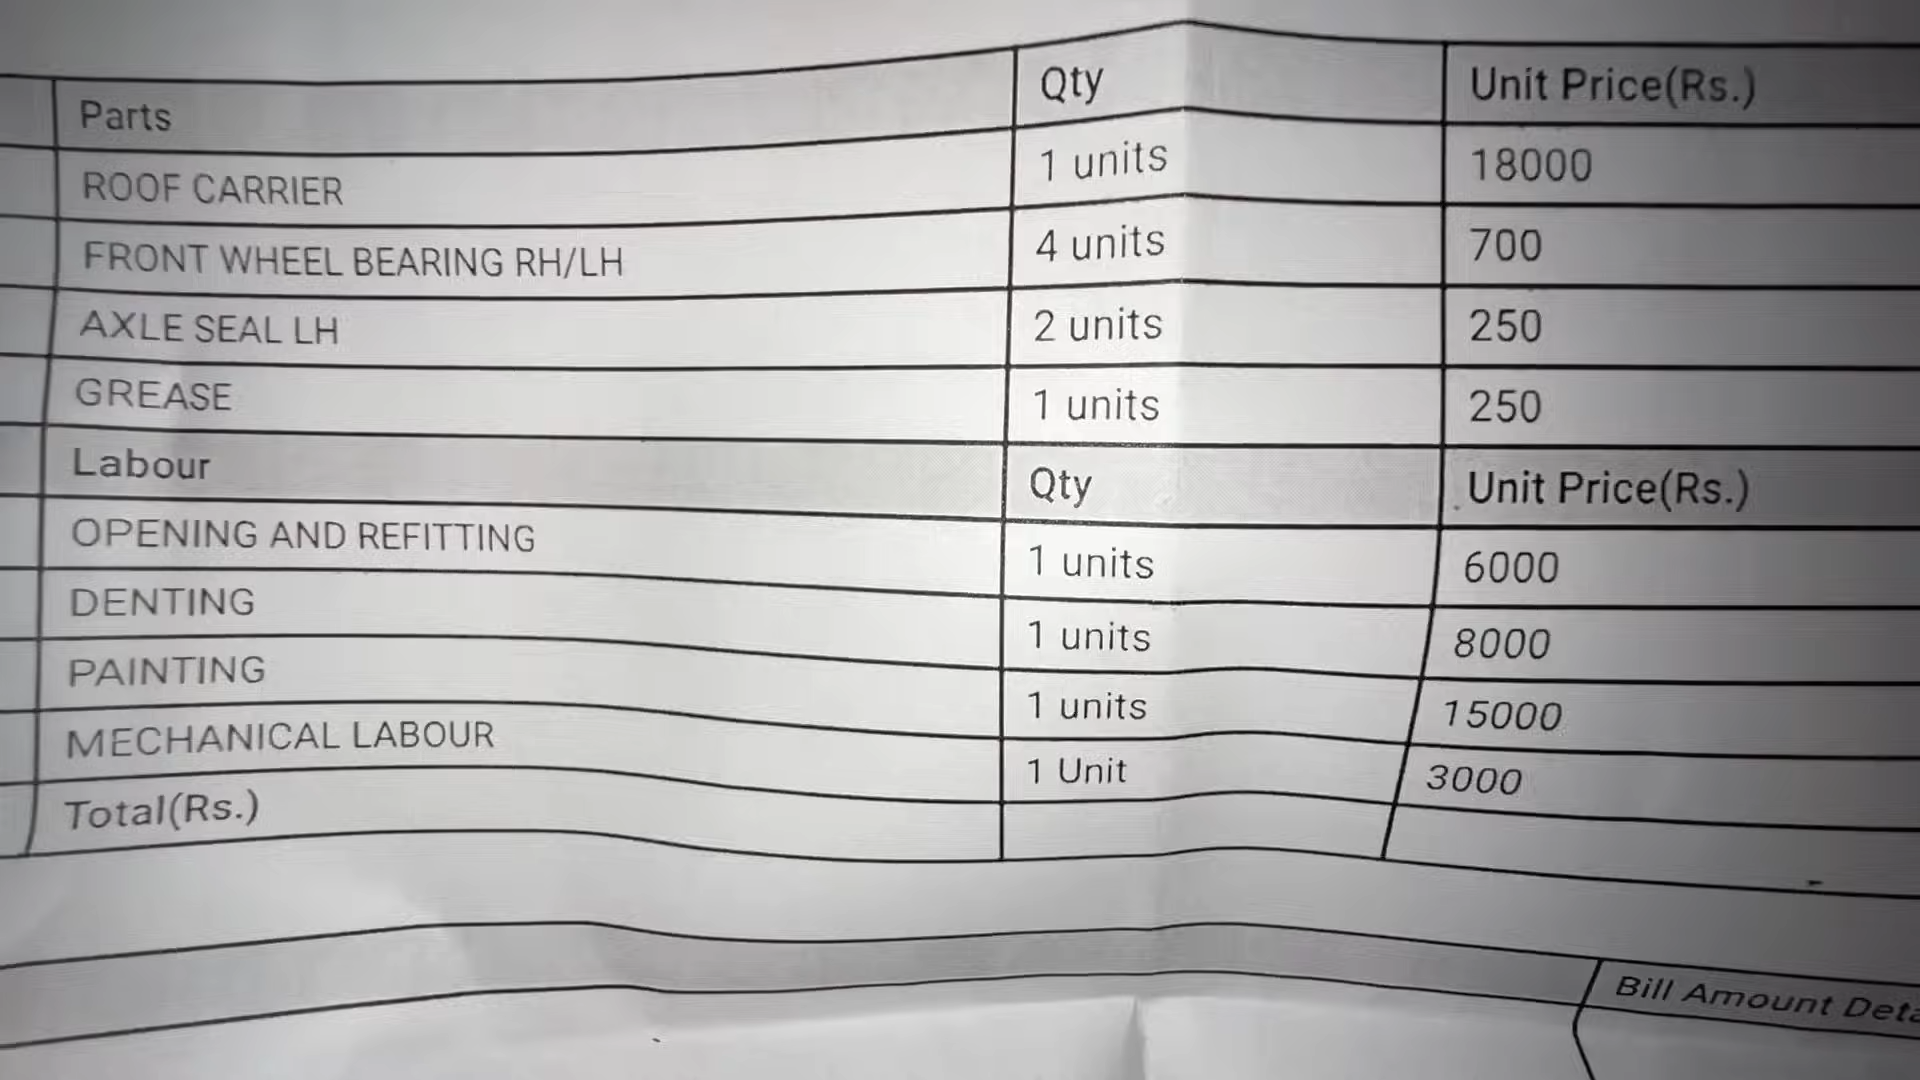 Parts Qty Unit Price(Rs.)
ROOF CARRIER 1 units 18000
FRONT WHEEL BEARING RH/LH 4 units 700
AXLE SEAL LH 2 units 250
GREASE 1 units 250
Labour Qty Unit Price(Rs.)
OPENING AND REFITTING 1 units 6000
DENTING 1 units 8000
PAINTING 1 units 15000
MECHANICAL LABOUR 1 Unit 3000
Total(Rs.)
Bill Amount